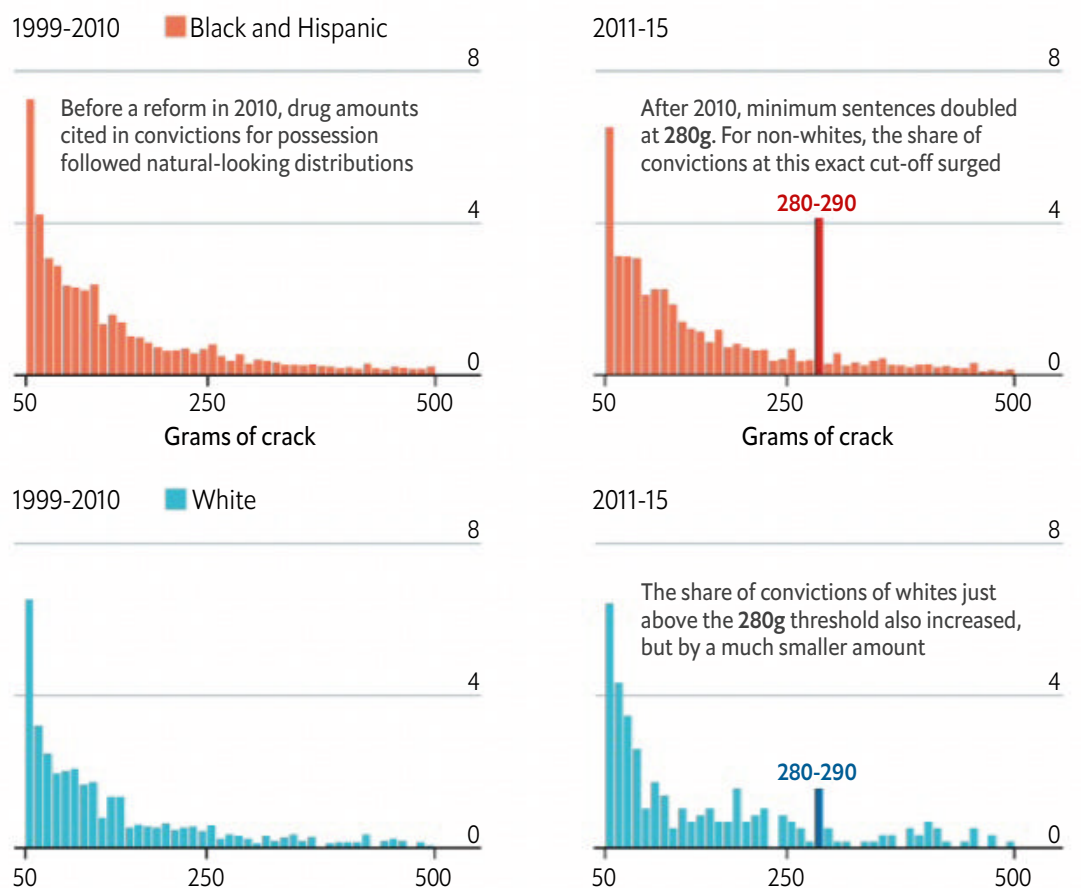 1999-2010 Black and Hispanic
8
Before a reform in 2010, drug amounts
cited in convictions for possession
followed natural-looking distributions
4
0
50 250 500
Grams of crack
2011-15
8
After 2010, minimum sentences doubled
at 280g. For non-whites, the share of
convictions at this exact cut-off surged
280-290
4
0
50 250 500
Grams of crack
1999-2010 White
8
4
0
50 250 500
2011-15
8
The share of convictions of whites just
above the 280g threshold also increased,
but by a much smaller amount
4
280-290
0
50 250 500